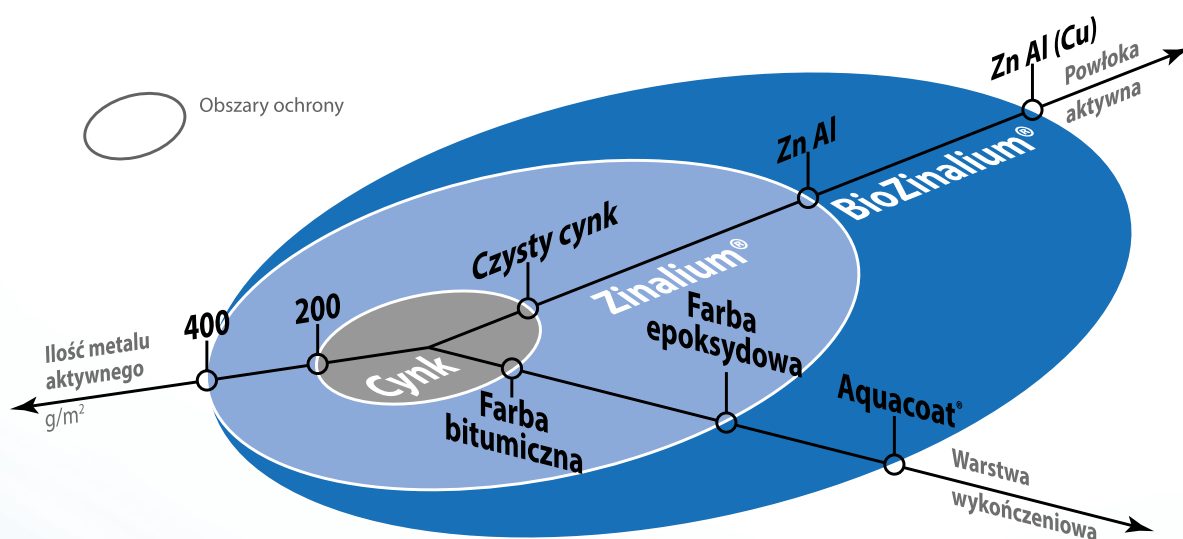 Obszary ochrony
Zn Al (Cu)
Powłoka
aktywna
Zn Al
BioZinalium®
Czysty cynk
Zinalium®
400
200
Ilość metalu
aktywnego
g/m²
Cynk
Farba
bitumiczna
Farba
epoksydowa
Aquacoat®
Warstwa
wykończeniowa